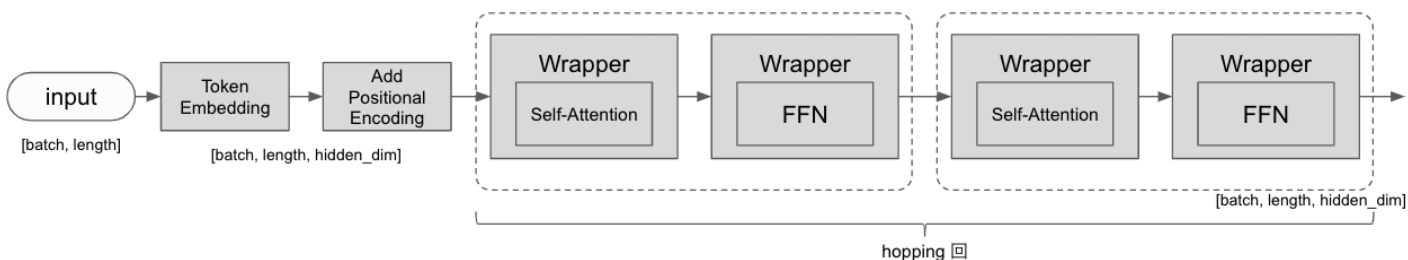 input
[batch, length]
Token
Embedding
Add
Positional
Encoding
[batch, length, hidden_dim]
Wrapper
Self-Attention
Wrapper
FFN
Wrapper
Self-Attention
Wrapper
FFN
[batch, length, hidden_dim]
hopping 回